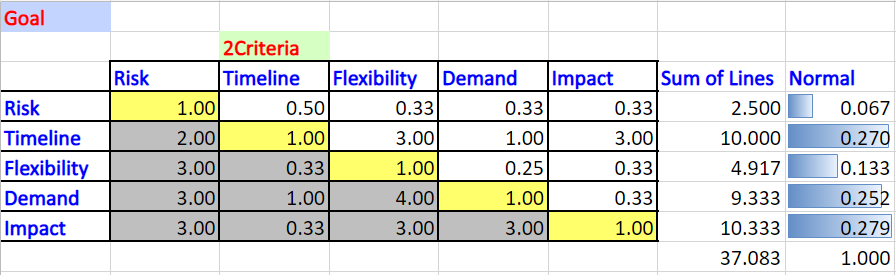 Goal
2Criteria
Risk Timeline Flexibility Demand Impact Sum of Lines Normal
Risk 1.00 0.50 0.33 0.33 0.33 2.500 0.067
Timeline 2.00 1.00 3.00 1.00 3.00 10.000 0.270
Flexibility 3.00 0.33 1.00 0.25 0.33 4.917 0.133
Demand 3.00 1.00 4.00 1.00 0.33 9.333 0.252
Impact 3.00 0.33 3.00 3.00 1.00 10.333 0.279
37.083 1.000